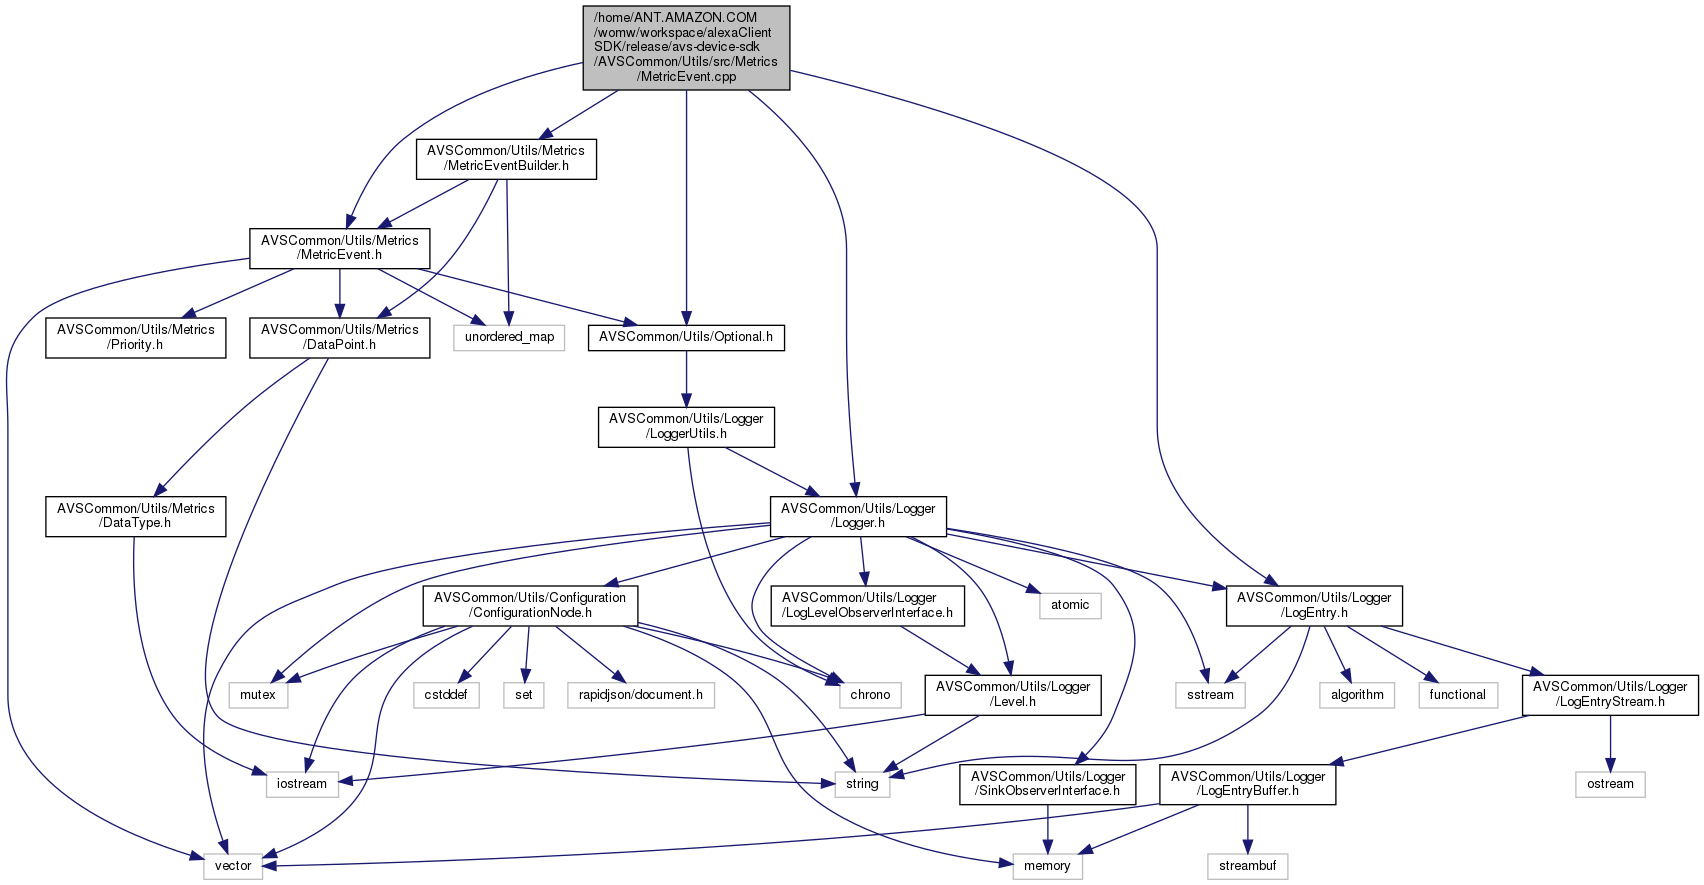 /home/ANT.AMAZON.COM
/womw/workspace/alexaClient
SDK/release/avs-device-sdk
/AVSCommon/Utils/src/Metrics
/MetricEvent.cpp
AVSCommon/Utils/Metrics
/MetricEventBuilder.h
AVSCommon/Utils/Metrics
/MetricEvent.h
AVSCommon/Utils/Metrics
/Priority.h
AVSCommon/Utils/Metrics
/DataPoint.h
unordered_map
AVSCommon/Utils/Optional.h
AVSCommon/Utils/Logger
/LoggerUtils.h
AVSCommon/Utils/Metrics
/DataType.h
AVSCommon/Utils/Logger
/Logger.h
AVSCommon/Utils/Configuration
/ConfigurationNode.h
AVSCommon/Utils/Logger
/LogLevelObserverInterface.h
atomic
AVSCommon/Utils/Logger
/LogEntry.h
mutex
cstddef
set
rapidjson/document.h
chrono
AVSCommon/Utils/Logger
/Level.h
sstream
algorithm
functional
AVSCommon/Utils/Logger
/LogEntryStream.h
iostream
string
AVSCommon/Utils/Logger
/SinkObserverInterface.h
AVSCommon/Utils/Logger
/LogEntryBuffer.h
ostream
vector
memory
streambuf